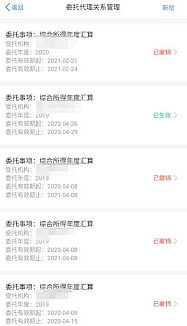 返回
委托代理关系管理
新增
委托事项：综合所得年度汇算
受托机构：
委托年度：2020
委托有效期起：2021-02-21
委托有效期止：2021-02-24
已撤销
委托事项：综合所得年度汇算
受托机构：
委托年度：2019
委托有效期起：2020-04-26
委托有效期止：2020-04-29
已生效
委托事项：综合所得年度汇算
受托机构：
委托年度：2019
委托有效期起：2020-04-08
委托有效期止：2021-04-08
已撤销
委托事项：综合所得年度汇算
受托机构：
委托年度：2019
委托有效期起：2020-04-08
委托有效期止：2021-04-08
已撤销
委托事项：综合所得年度汇算
受托机构：
委托年度：2019
委托有效期起：2020-04-08
委托有效期止：2020-04-15
已撤销